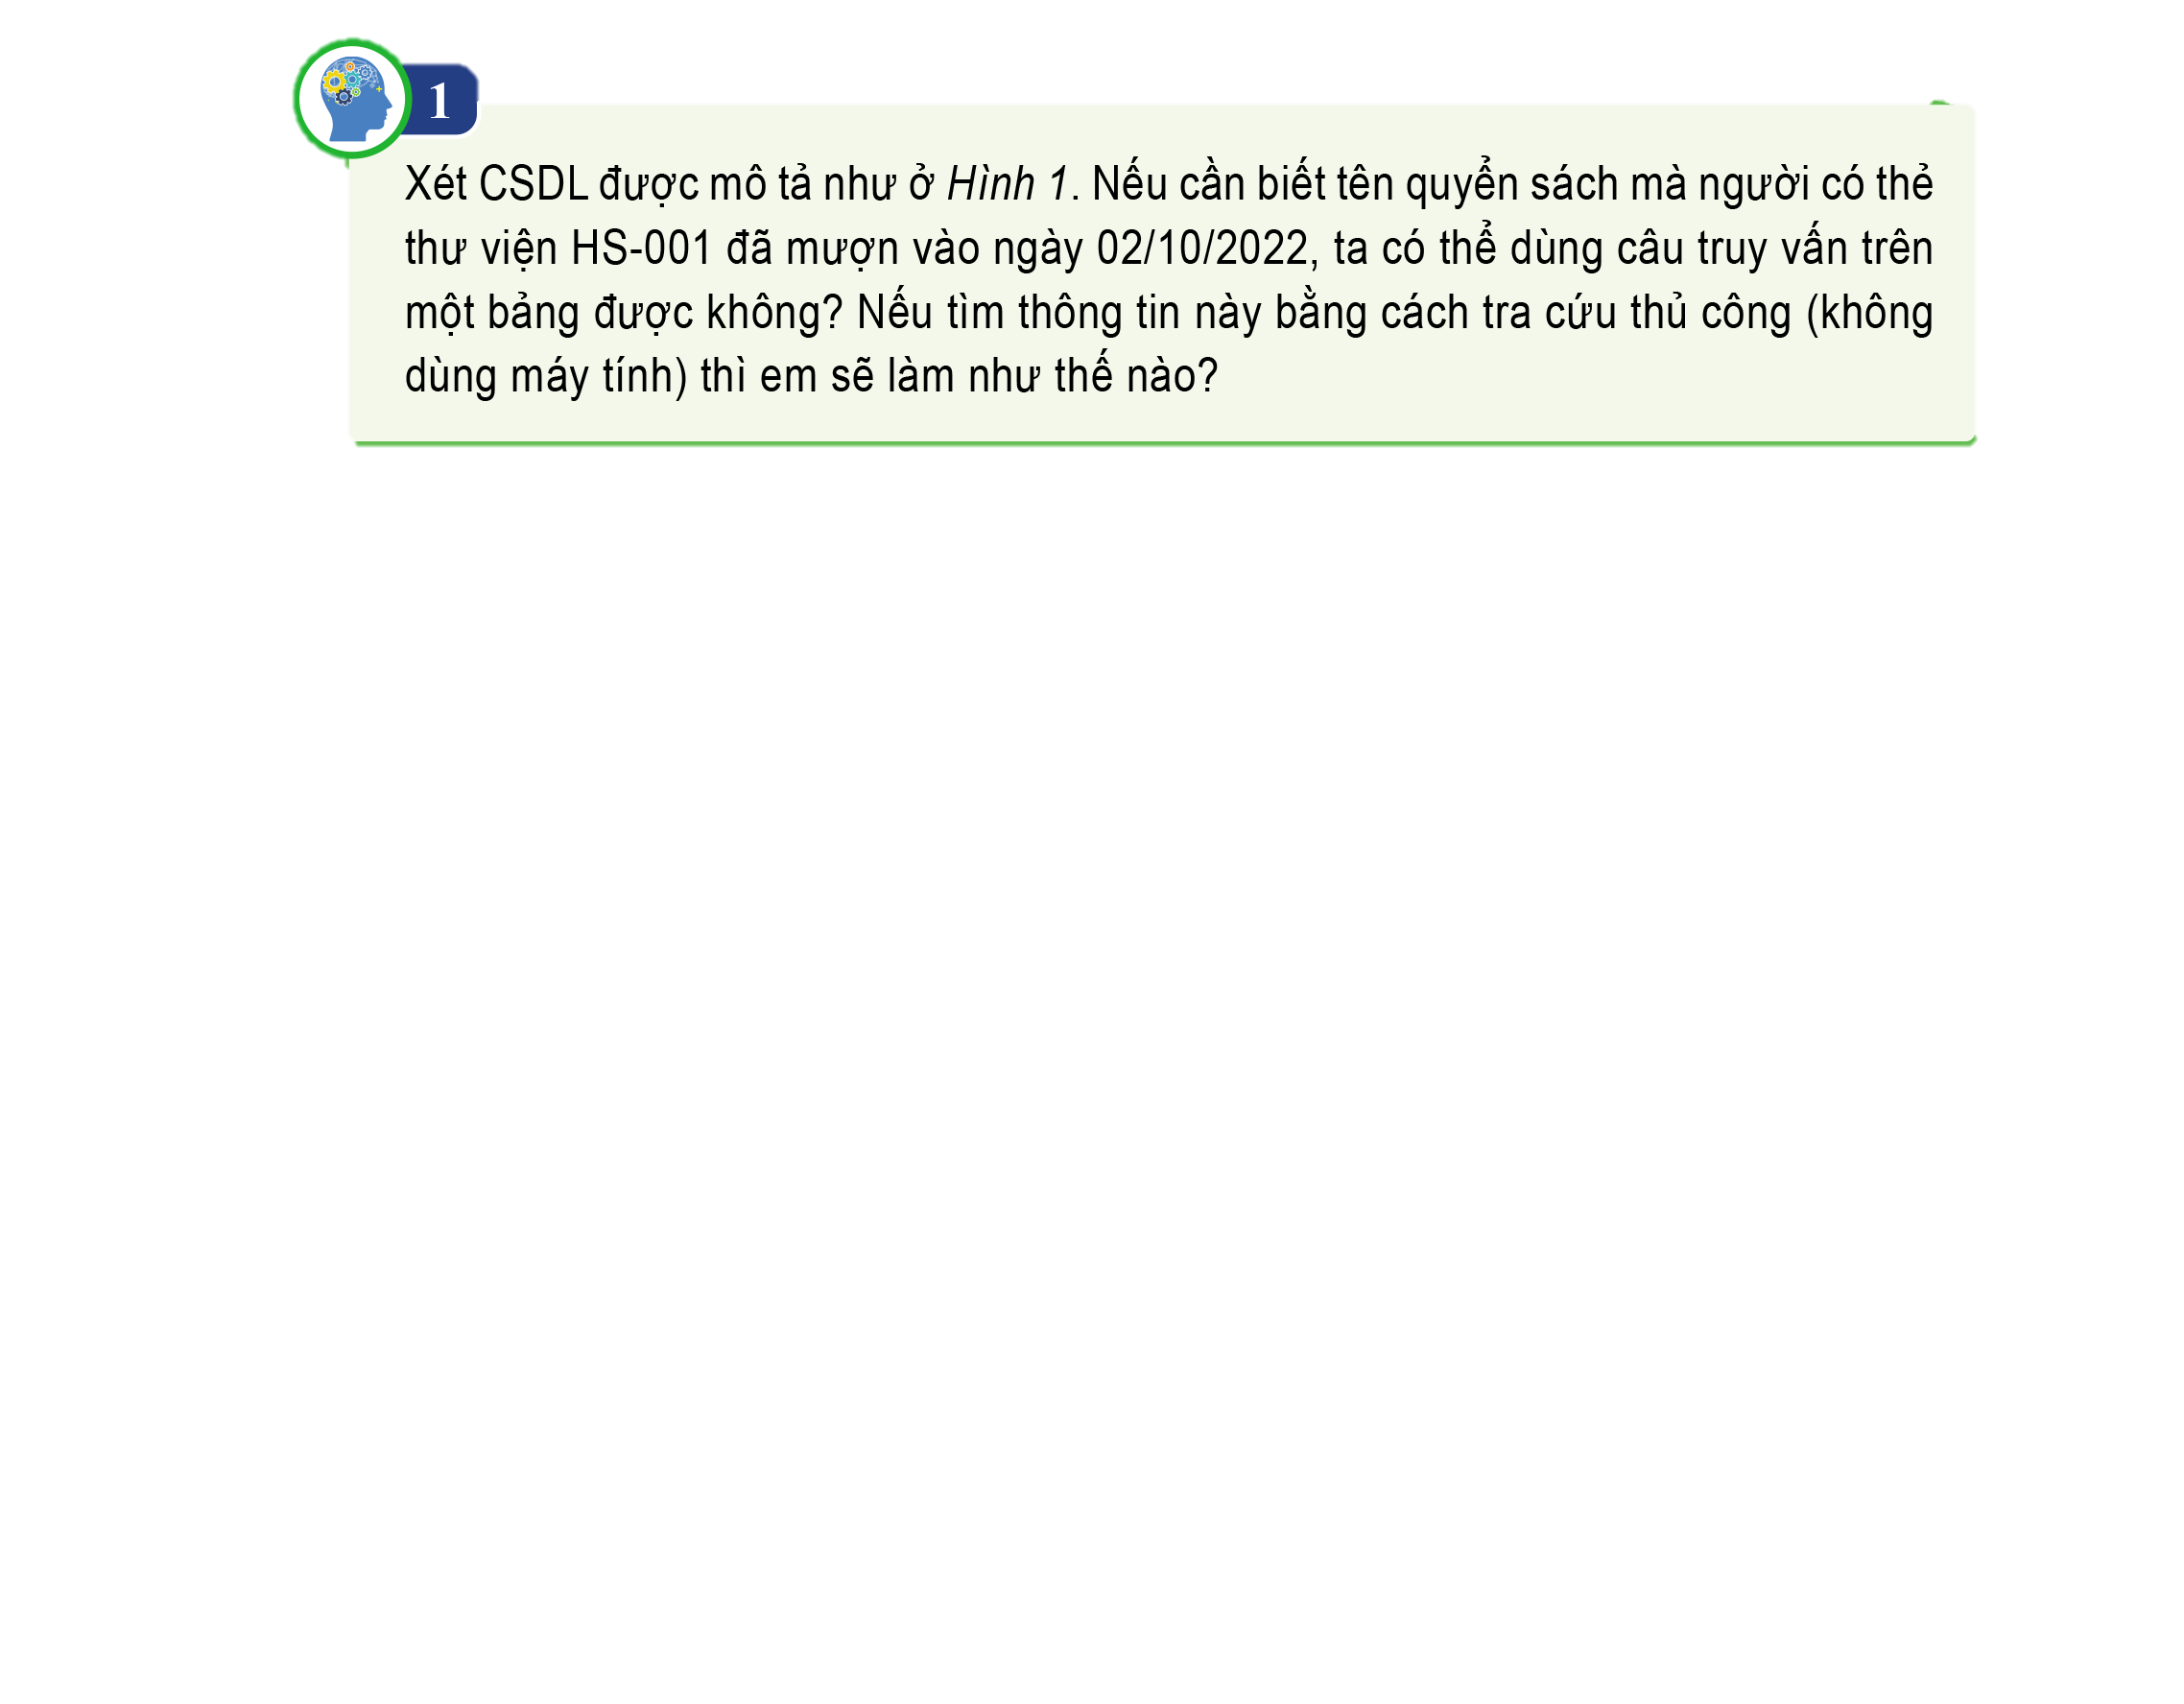 1
Xét CSDL được mô tả như ở Hình 1. Nếu cần biết tên quyển sách mà người có thẻ
thư viện HS-001 đã mượn vào ngày 02/10/2022, ta có thể dùng câu truy vấn trên
một bảng được không? Nếu tìm thông tin này bằng cách tra cứu thủ công (không
dùng máy tính) thì em sẽ làm như thế nào?